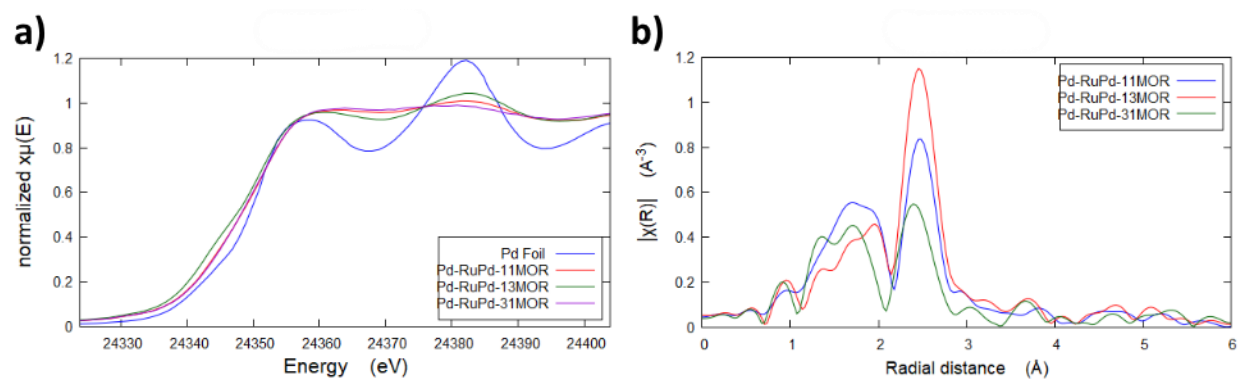 a)
normalized xμ(E)
1.2
1
0.8
0.6
0.4
0.2
0
24330 24340 24350 24360 24370 24380 24390 24400
Energy (eV)
Pd Foil
Pd-RuPd-11MOR
Pd-RuPd-13MOR
Pd-RuPd-31MOR
b)
|χ(R)| (A⁻³)
1.2
1
0.8
0.6
0.4
0.2
0
0 1 2 3 4 5 6
Radial distance (Å)
Pd-RuPd-11MOR
Pd-RuPd-13MOR
Pd-RuPd-31MOR